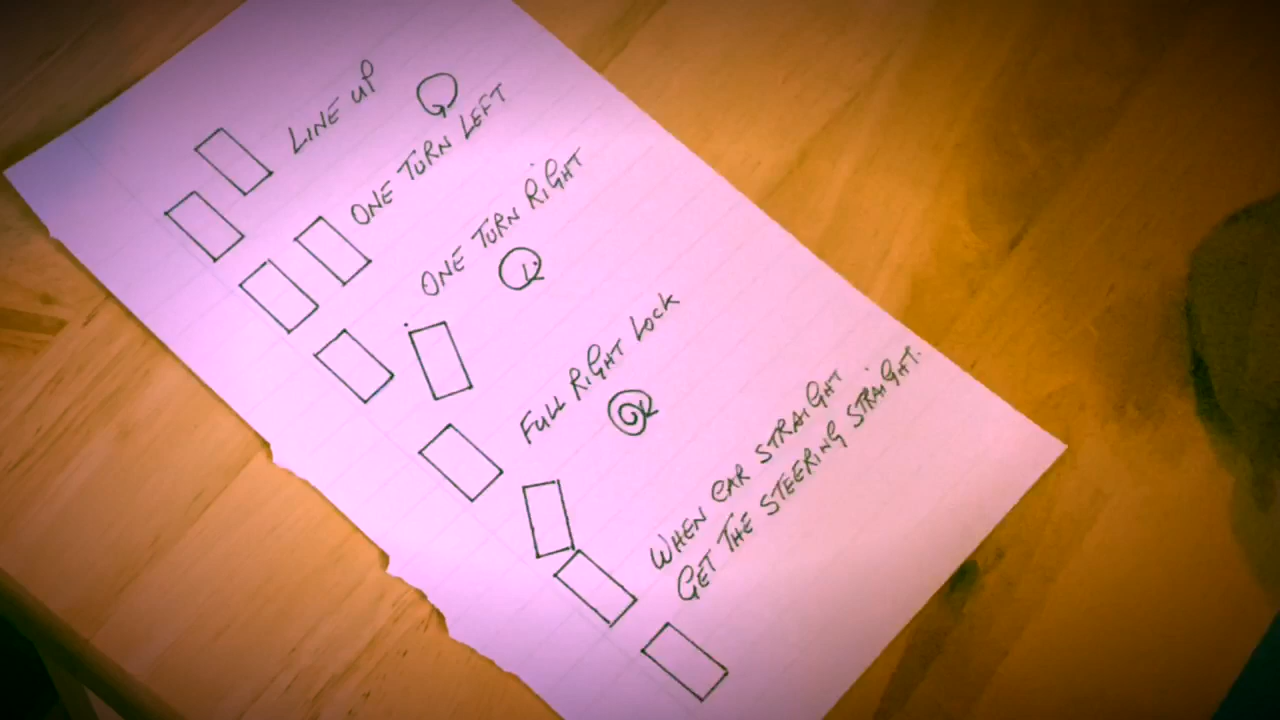 LINE UP
ONE TURN LEFT
ONE TURN RIGHT
FULL RIGHT LOCK
WHEN CAR STRAIGHT
GET THE STEERING STRAIGHT.